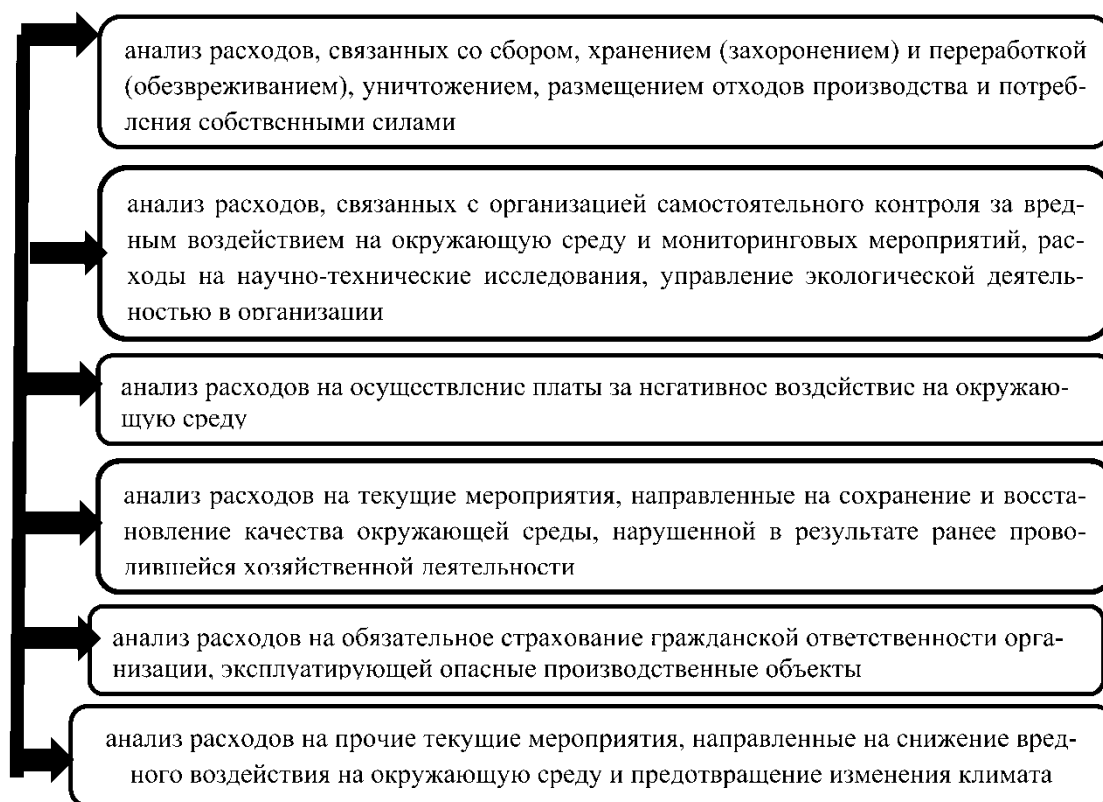 анализ расходов, связанных со сбором, хранением (захоронением) и переработкой
(обезвреживанием), уничтожением, размещением отходов производства и потреб-
ления собственными силами
анализ расходов, связанных с организацией самостоятельного контроля за вред-
ным воздействием на окружающую среду и мониторинговых мероприятий, рас-
ходы на научно-технические исследования, управление экологической деятель-
ностью в организации
анализ расходов на осуществление платы за негативное воздействие на окружаю-
щую среду
анализ расходов на текущие мероприятия, направленные на сохранение и восста-
новление качества окружающей среды, нарушенной в результате ранее прово-
дившейся хозяйственной деятельности
анализ расходов на обязательное страхование гражданской ответственности орга-
низации, эксплуатирующей опасные производственные объекты
анализ расходов на прочие текущие мероприятия, направленные на снижение вред-
ного воздействия на окружающую среду и предотвращение изменения климата